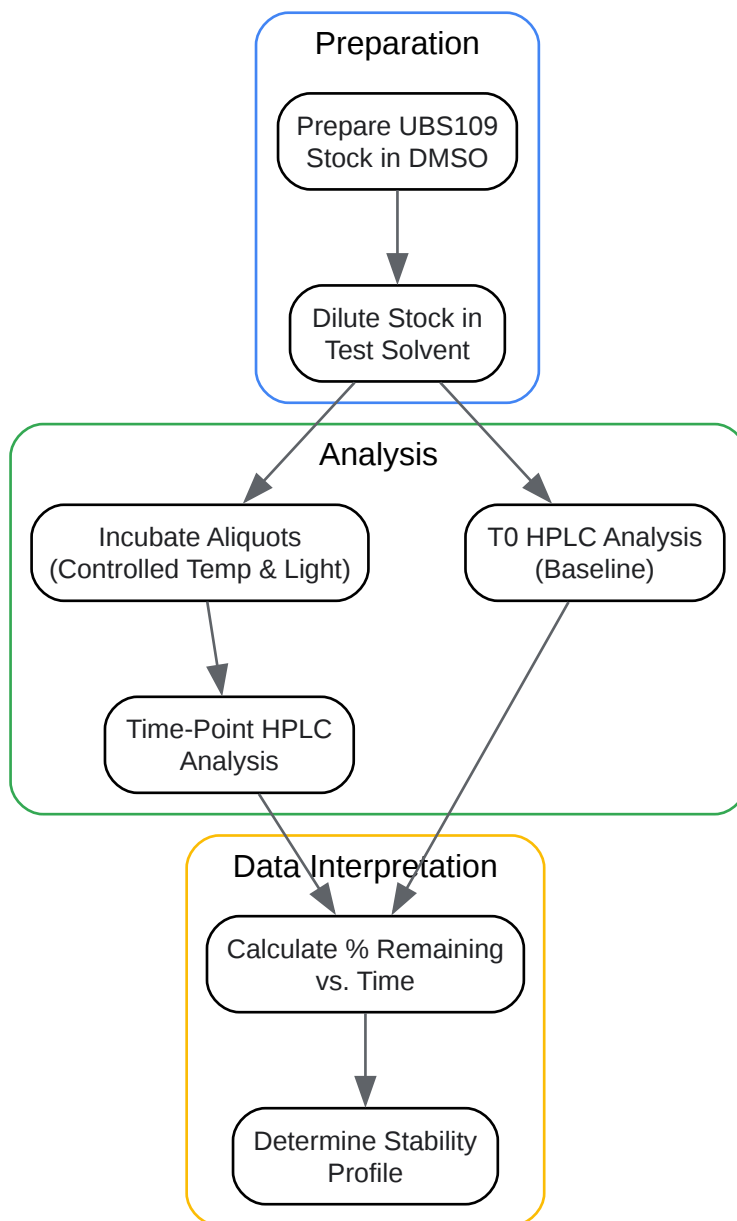 Preparation
Prepare UBS109
Stock in DMSO
Dilute Stock in
Test Solvent
Analysis
Incubate Aliquots
(Controlled Temp & Light)
T0 HPLC Analysis
(Baseline)
Time-Point HPLC
Analysis
Data Interpretation
Calculate % Remaining
vs. Time
Determine Stability
Profile